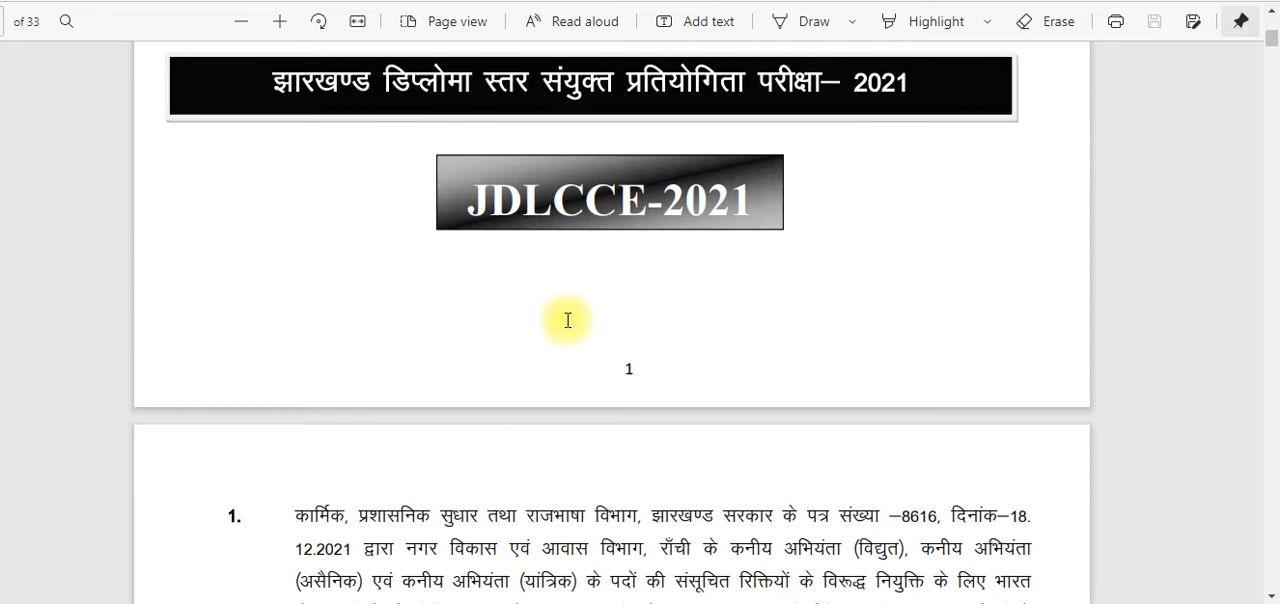 of 33 Page view Read aloud Add text Draw Highlight Erase
झारखण्ड डिप्लोमा स्तर संयुक्त प्रतियोगिता परीक्षा– 2021
JDLCCE-2021
1
1. कार्मिक, प्रशासनिक सुधार तथा राजभाषा विभाग, झारखण्ड सरकार के पत्र संख्या –8616, दिनांक–18.
12.2021 द्वारा नगर विकास एवं आवास विभाग, राँची के कनीय अभियंता (विद्युत), कनीय अभियंता
(असैनिक) एवं कनीय अभियंता (यांत्रिक) के पदों की संसूचित रिक्तियों के विरूद्ध नियुक्ति के लिए भारत